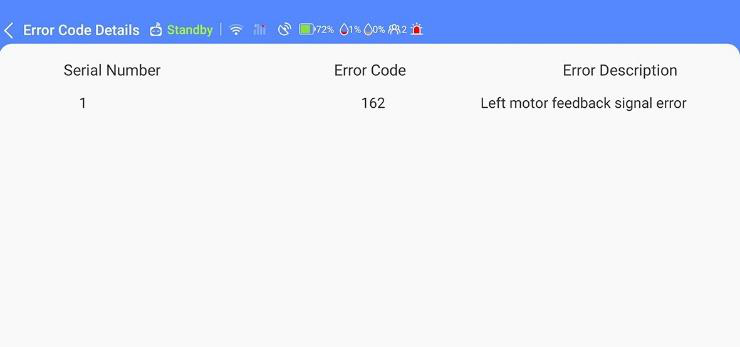 Error Code Details Standby 72% 1% 0% 2
Serial Number Error Code Error Description
1 162 Left motor feedback signal error